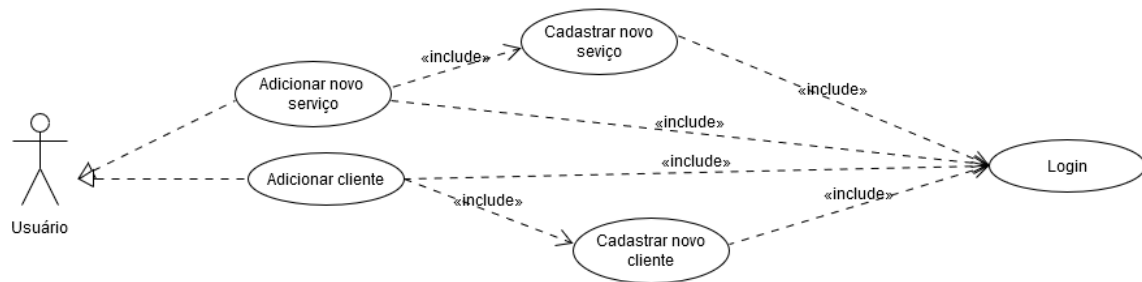 Cadastrar novo
seviço
«include»
Adicionar novo
serviço
«include»
«include»
«include»
Adicionar cliente
Login
«include»
«include»
Usuário
Cadastrar novo
cliente